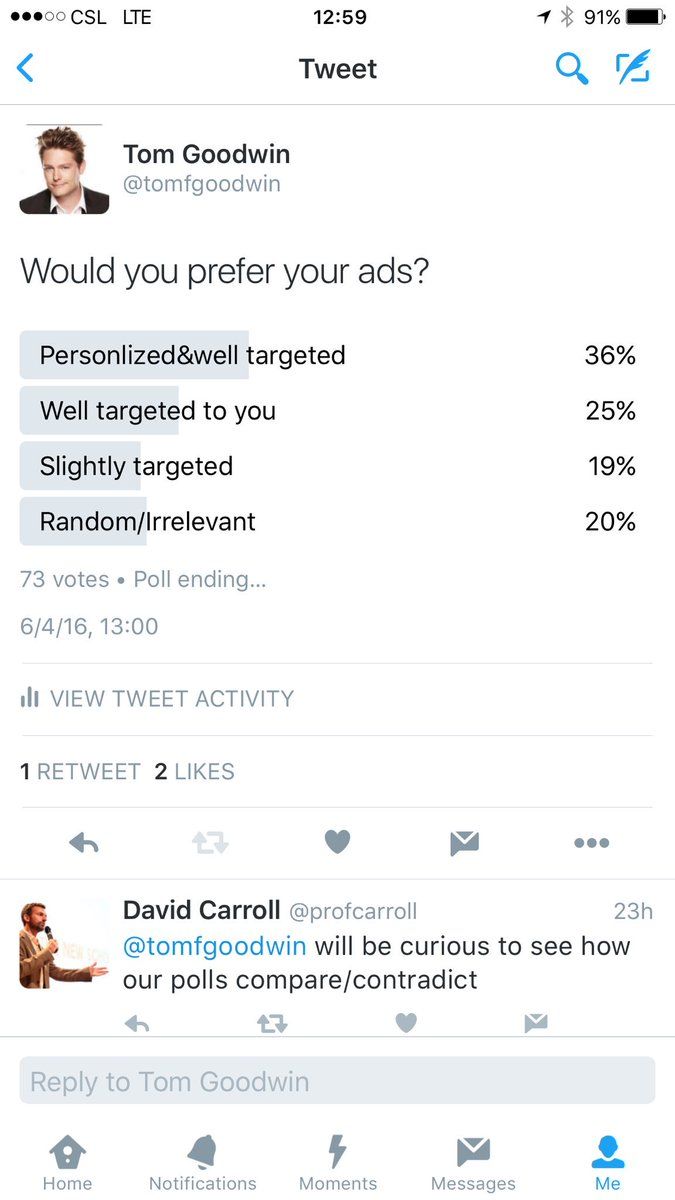 CSL LTE 12:59 91%
Tweet
Tom Goodwin
@tomfgoodwin
Would you prefer your ads?
Personlized&well targeted 36%
Well targeted to you 25%
Slightly targeted 19%
Random/Irrelevant 20%
73 votes • Poll ending...
6/4/16, 13:00
VIEW TWEET ACTIVITY
1 RETWEET 2 LIKES
David Carroll @profcarroll 23h
@tomfgoodwin will be curious to see how
our polls compare/contradict
Reply to Tom Goodwin
Home Notifications Moments Messages Me